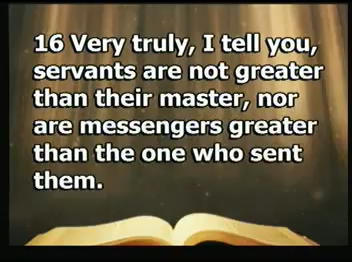 16 Very truly, I tell you,
servants are not greater
than their master, nor
are messengers greater
than the one who sent
them.